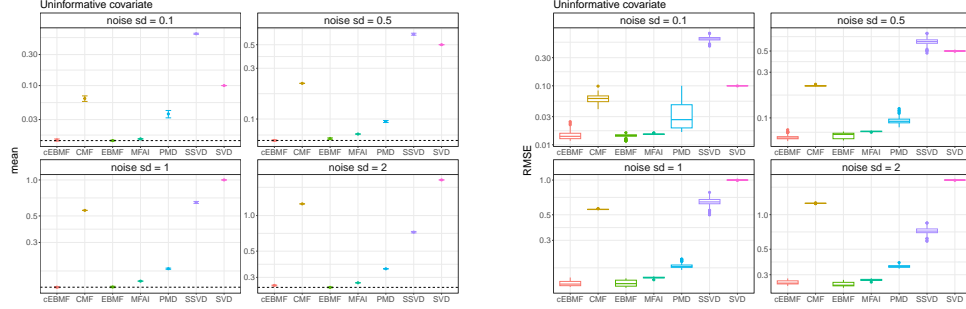 Uninformative covariate
noise sd = 0.1
noise sd = 0.5
0.30
0.10
0.03
0.5
0.3
0.1
cEBMF CMF EBMF MFAI PMD SSVD SVD
cEBMF CMF EBMF MFAI PMD SSVD SVD
mean
noise sd = 1
noise sd = 2
1.0
0.5
0.3
1.0
0.5
0.3
cEBMF CMF EBMF MFAI PMD SSVD SVD
cEBMF CMF EBMF MFAI PMD SSVD SVD
Uninformative covariate
noise sd = 0.1
noise sd = 0.5
0.30
0.10
0.03
0.01
0.5
0.3
0.1
cEBMF CMF EBMF MFAI PMD SSVD SVD
cEBMF CMF EBMF MFAI PMD SSVD SVD
RMSE
noise sd = 1
noise sd = 2
1.0
0.5
0.3
1.0
0.5
0.3
cEBMF CMF EBMF MFAI PMD SSVD SVD
cEBMF CMF EBMF MFAI PMD SSVD SVD